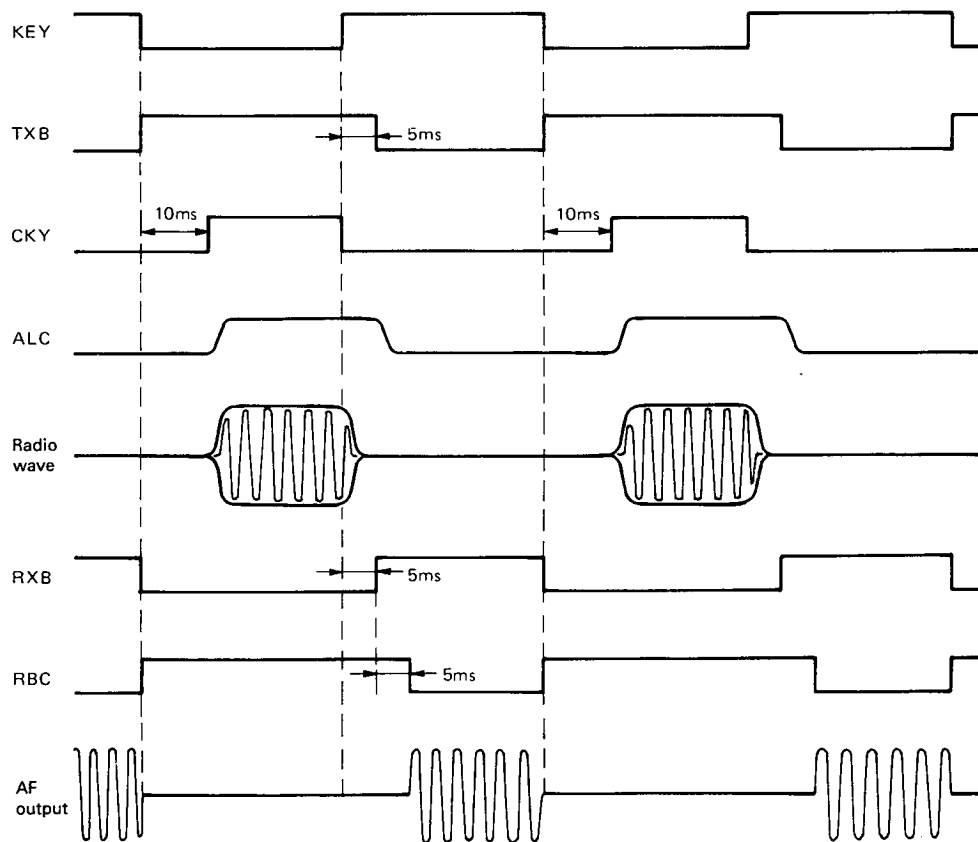 KEY
TXB
5ms
10ms
10ms
CKY
ALC
Radio
wave
RXB
5ms
RBC
5ms
AF
output